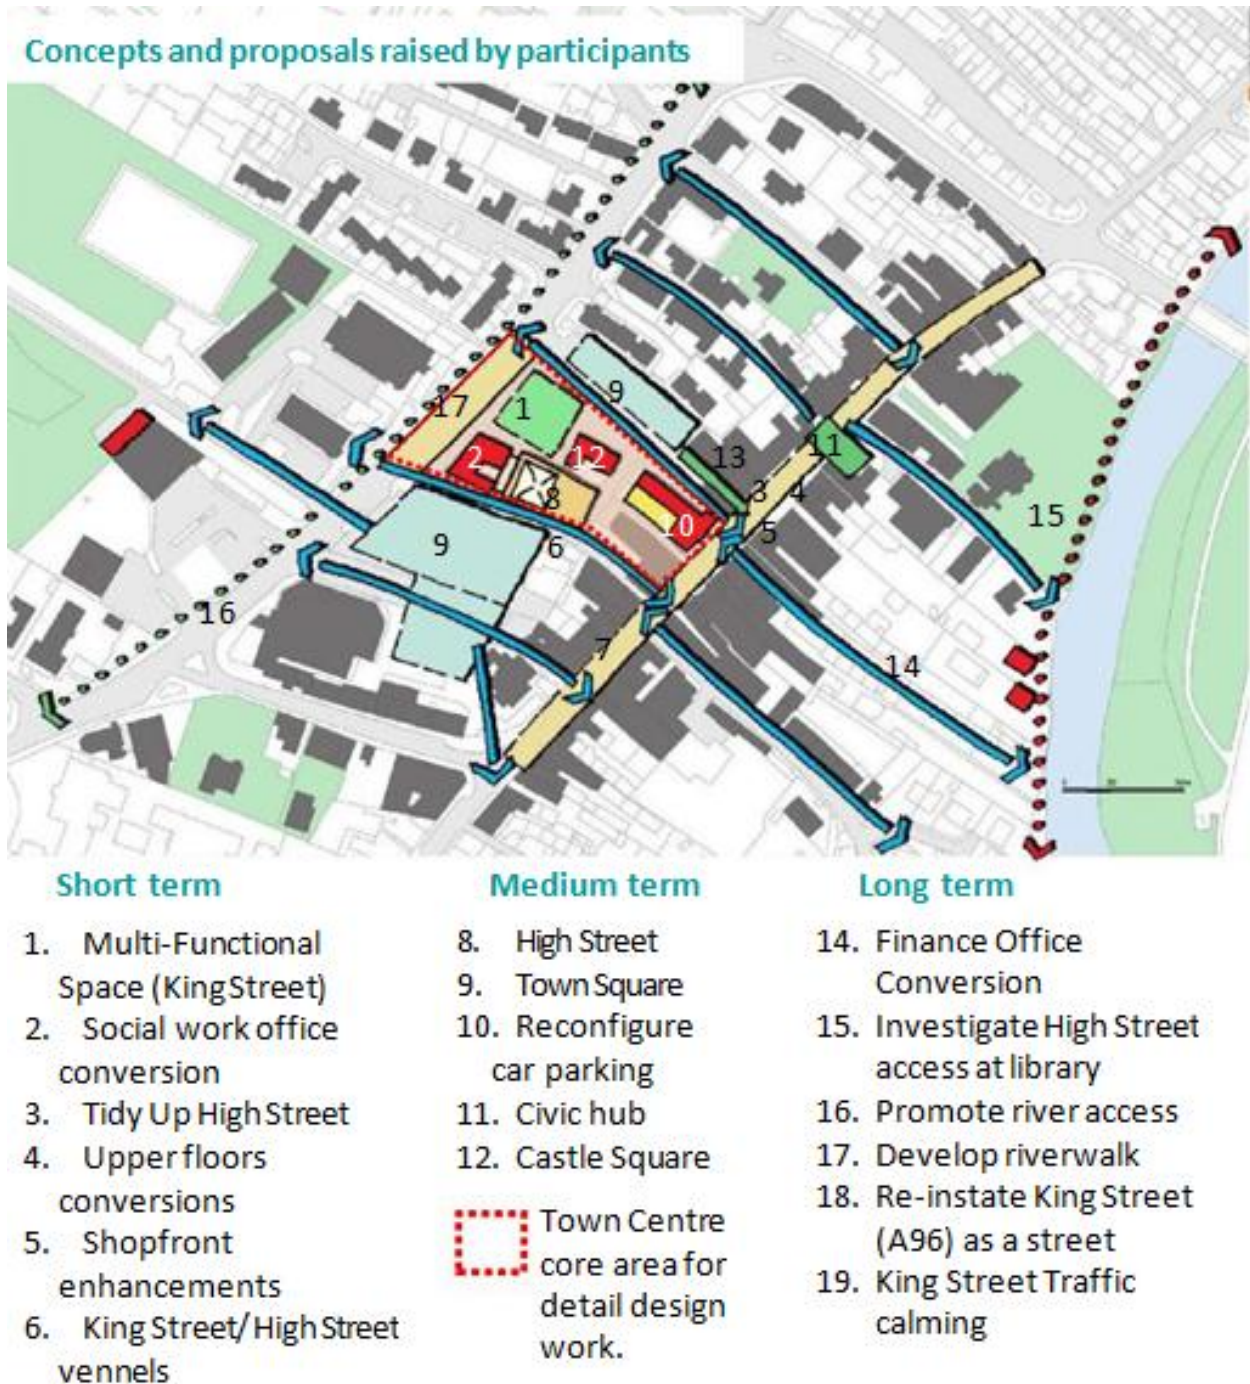 Concepts and proposals raised by participants
17
1
9
2
12
13
11
3
4
8
10
5
9
6
15
16
7
14
Short term
1. Multi-Functional
Space (King Street)
2. Social work office
conversion
3. Tidy Up High Street
4. Upper floors
conversions
5. Shopfront
enhancements
6. King Street/High Street
vennels
Medium term
8. High Street
9. Town Square
10. Reconfigure
car parking
11. Civic hub
12. Castle Square
Town Centre
core area for
detail design
work.
Long term
14. Finance Office
Conversion
15. Investigate High Street
access at library
16. Promote river access
17. Develop riverwalk
18. Re-instate King Street
(A96) as a street
19. King Street Traffic
calming